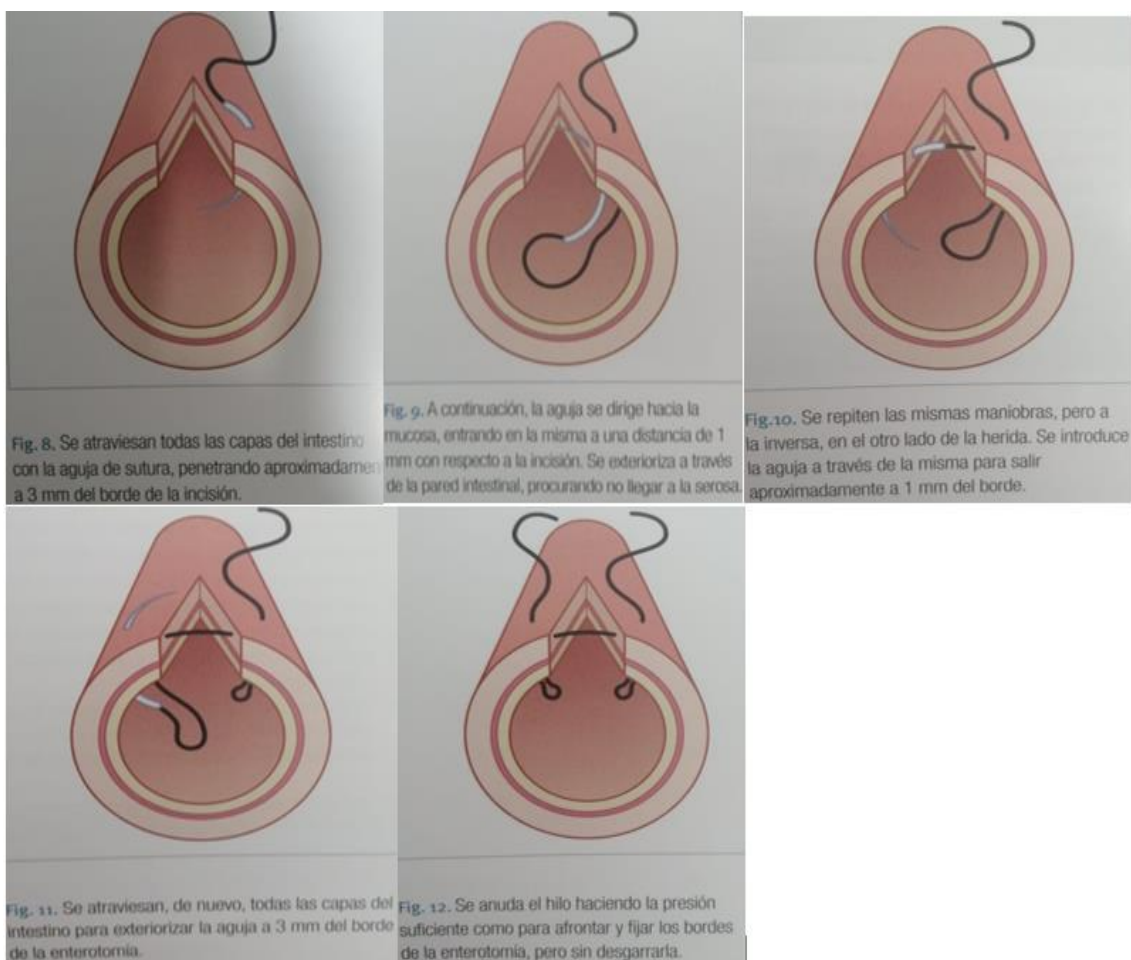 Fig. 8. Se atraviesan todas las capas del intestino
con la aguja de sutura, penetrando aproximadamen
a 3 mm del borde de la incisión.
Fig. 9. A continuación, la aguja se dirige hacia la
mucosa, entrando en la misma a una distancia de 1
mm con respecto a la incisión. Se exterioriza a través
de la pared intestinal, procurando no llegar a la serosa.
Fig.10. Se repiten las mismas maniobras, pero a
la inversa, en el otro lado de la herida. Se introduce
la aguja a través de la misma para salir
aproximadamente a 1 mm del borde.
Fig. 11. Se atraviesan, de nuevo, todas las capas del
intestino para exteriorizar la aguja a 3 mm del borde
de la enterotomía.
Fig. 12. Se anuda el hilo haciendo la presión
suficiente como para afrontar y fijar los bordes
de la enterotomía, pero sin desgarrarla.